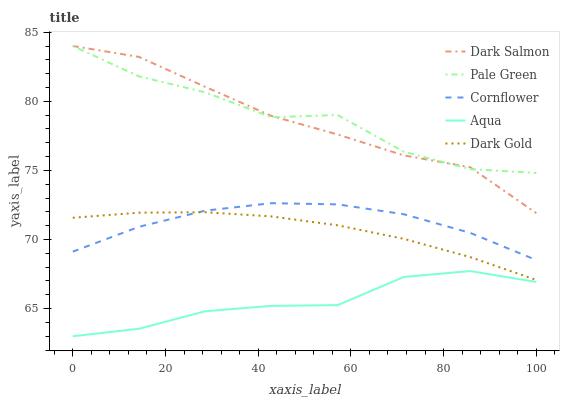 title
85
80
75
70
65
0
20
40
60
80
100
xaxis_label
yaxis_label
Dark Salmon
Pale Green
Cornflower
Aqua
Dark Gold